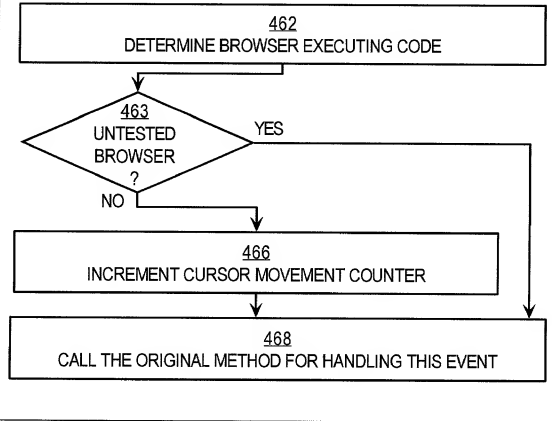 462
DETERMINE BROWSER EXECUTING CODE
463
UNTESTED
BROWSER
?
YES
NO
466
INCREMENT CURSOR MOVEMENT COUNTER
468
CALL THE ORIGINAL METHOD FOR HANDLING THIS EVENT